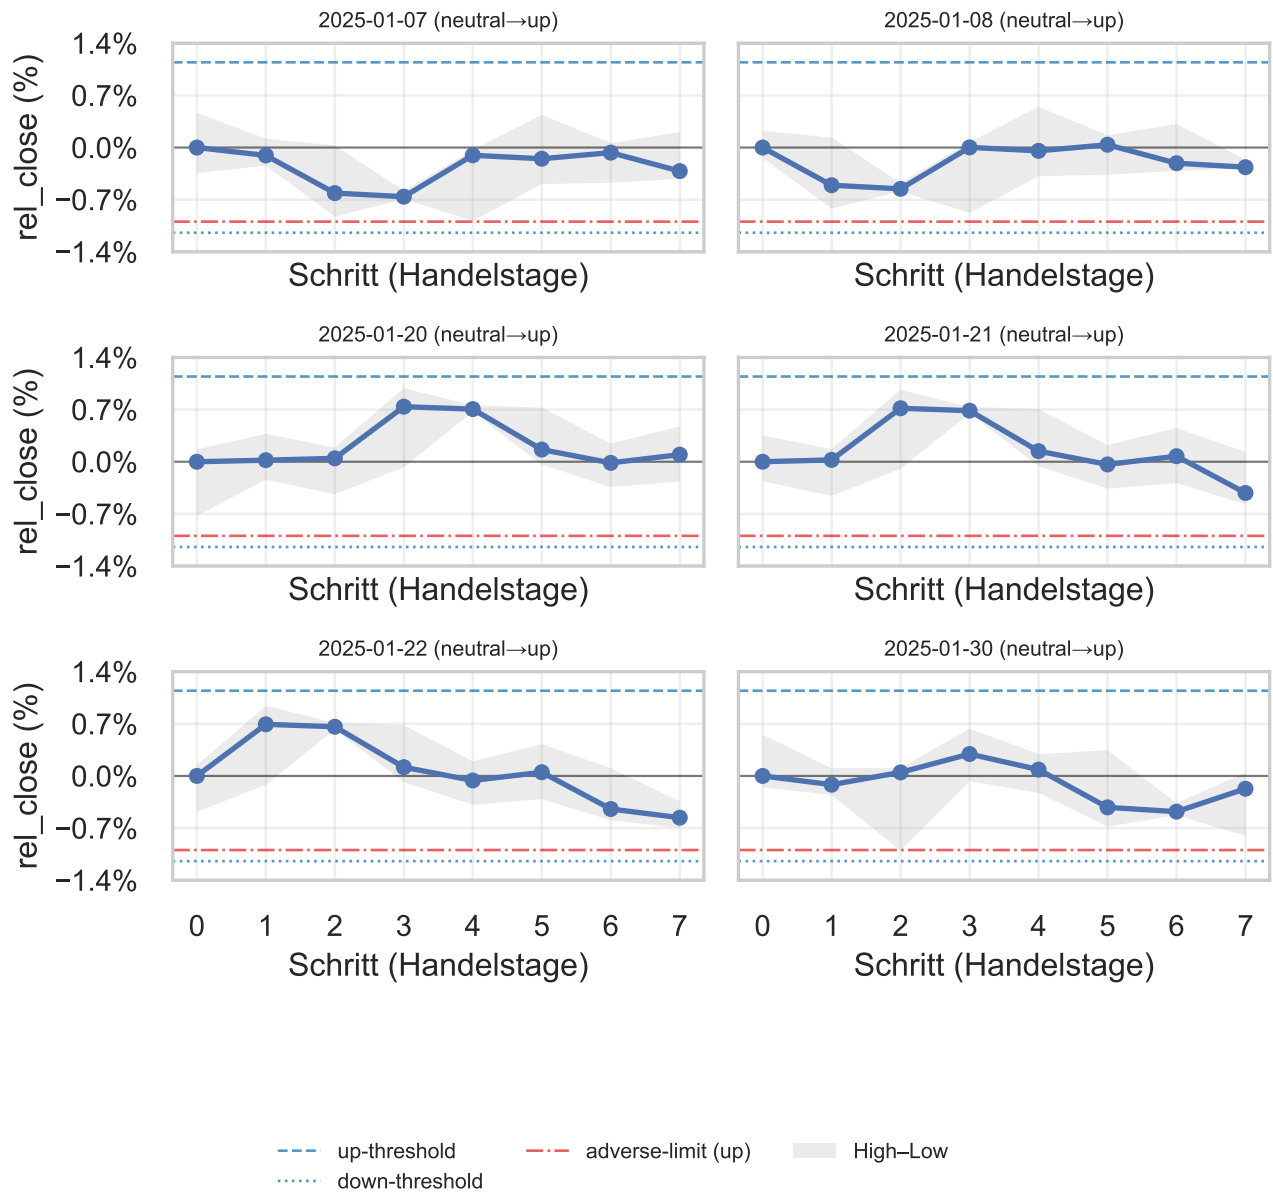 2025-01-07 (neutral→up)
2025-01-08 (neutral→up)
rel_close (%)
1.4%
0.7%
0.0%
−0.7%
−1.4%
Schritt (Handelstage)
Schritt (Handelstage)
2025-01-20 (neutral→up)
2025-01-21 (neutral→up)
rel_close (%)
1.4%
0.7%
0.0%
−0.7%
−1.4%
Schritt (Handelstage)
Schritt (Handelstage)
2025-01-22 (neutral→up)
2025-01-30 (neutral→up)
rel_close (%)
1.4%
0.7%
0.0%
−0.7%
−1.4%
0 1 2 3 4 5 6 7
0 1 2 3 4 5 6 7
Schritt (Handelstage)
Schritt (Handelstage)
up-threshold
adverse-limit (up)
High–Low
down-threshold